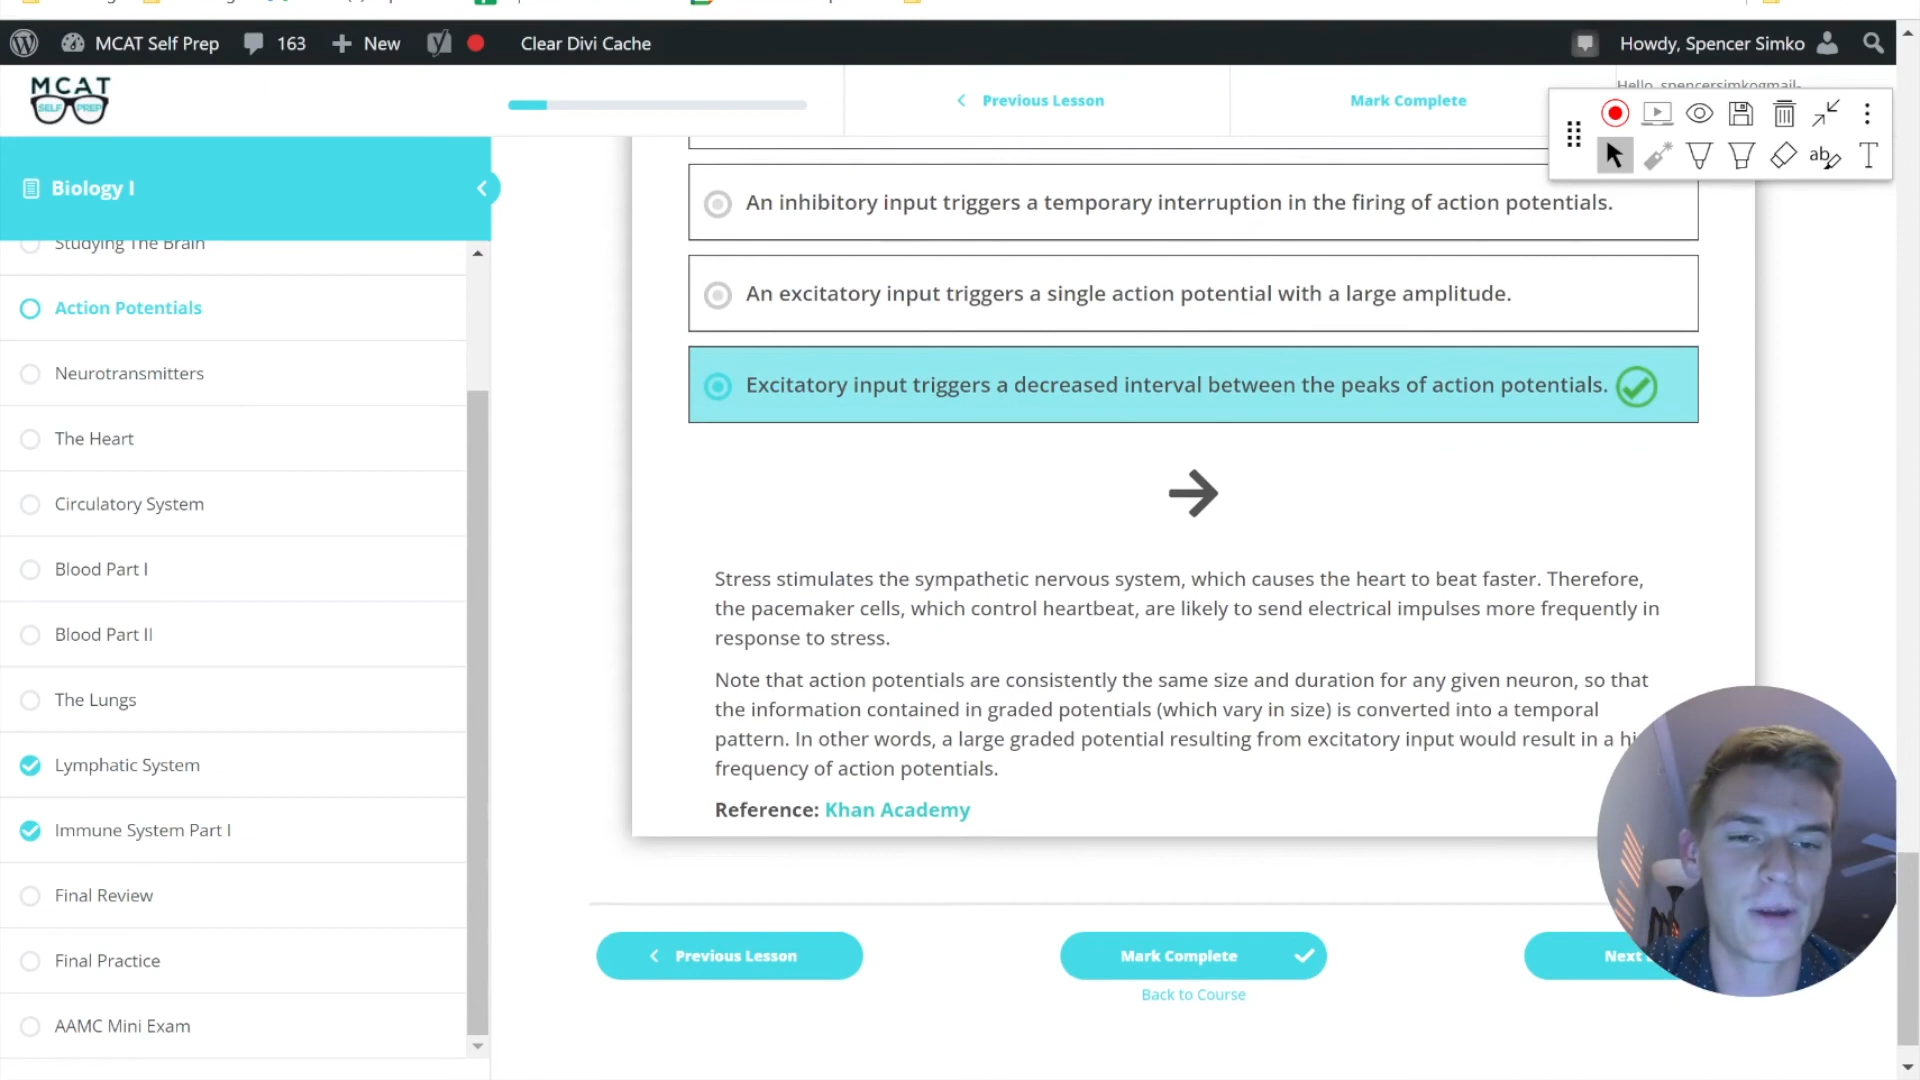 MCAT Self Prep
163
New
Clear Divi Cache
Howdy, Spencer Simko
MCAT
SELF PREP
Previous Lesson
Mark Complete
Hello, spencersimkogmail-
ab
T
Biology I
Studying The Brain
Action Potentials
Neurotransmitters
The Heart
Circulatory System
Blood Part I
Blood Part II
The Lungs
Lymphatic System
Immune System Part I
Final Review
Final Practice
AAMC Mini Exam
An inhibitory input triggers a temporary interruption in the firing of action potentials.
An excitatory input triggers a single action potential with a large amplitude.
Excitatory input triggers a decreased interval between the peaks of action potentials.
Stress stimulates the sympathetic nervous system, which causes the heart to beat faster. Therefore,
the pacemaker cells, which control heartbeat, are likely to send electrical impulses more frequently in
response to stress.
Note that action potentials are consistently the same size and duration for any given neuron, so that
the information contained in graded potentials (which vary in size) is converted into a temporal
pattern. In other words, a large graded potential resulting from excitatory input would result in a hi
frequency of action potentials.
Reference: Khan Academy
Previous Lesson
Mark Complete
Next
Back to Course